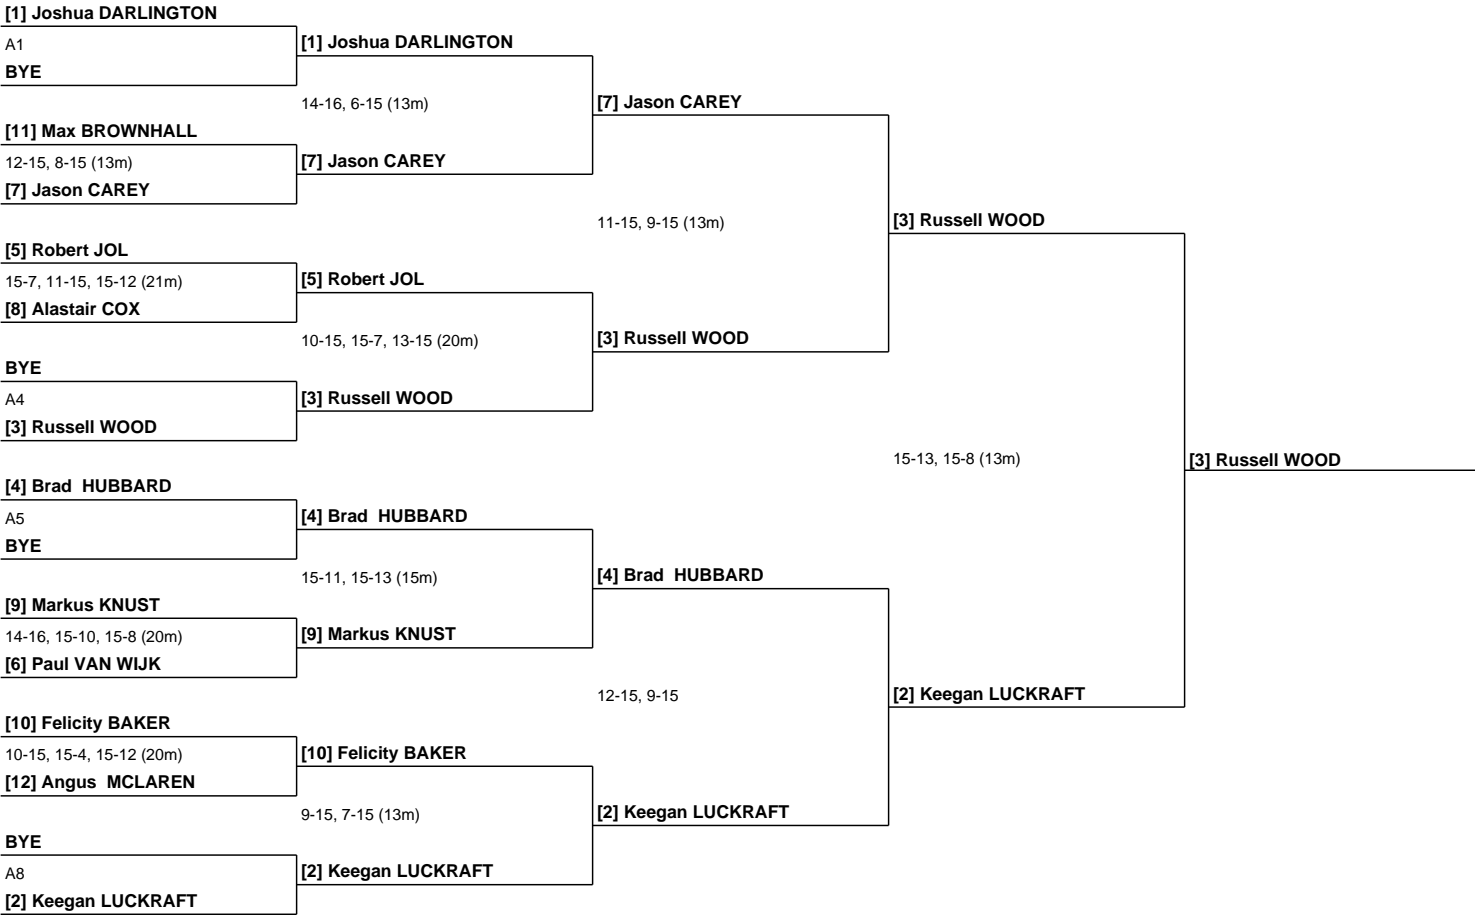 [1] Joshua DARLINGTON
A1
BYE
[11] Max BROWNHALL
12-15, 8-15 (13m)
[7] Jason CAREY
[5] Robert JOL
15-7, 11-15, 15-12 (21m)
[8] Alastair COX
BYE
A4
[3] Russell WOOD
[4] Brad  HUBBARD
A5
BYE
[9] Markus KNUST
14-16, 15-10, 15-8 (20m)
[6] Paul VAN WIJK
[10] Felicity BAKER
10-15, 15-4, 15-12 (20m)
[12] Angus  MCLAREN
BYE
A8
[2] Keegan LUCKRAFT
[1] Joshua DARLINGTON
14-16, 6-15 (13m)
[7] Jason CAREY
[5] Robert JOL
10-15, 15-7, 13-15 (20m)
[3] Russell WOOD
[4] Brad  HUBBARD
15-11, 15-13 (15m)
[9] Markus KNUST
[10] Felicity BAKER
9-15, 7-15 (13m)
[2] Keegan LUCKRAFT
[7] Jason CAREY
11-15, 9-15 (13m)
[3] Russell WOOD
[4] Brad  HUBBARD
12-15, 9-15
[2] Keegan LUCKRAFT
[3] Russell WOOD
15-13, 15-8 (13m)
[2] Keegan LUCKRAFT
[3] Russell WOOD